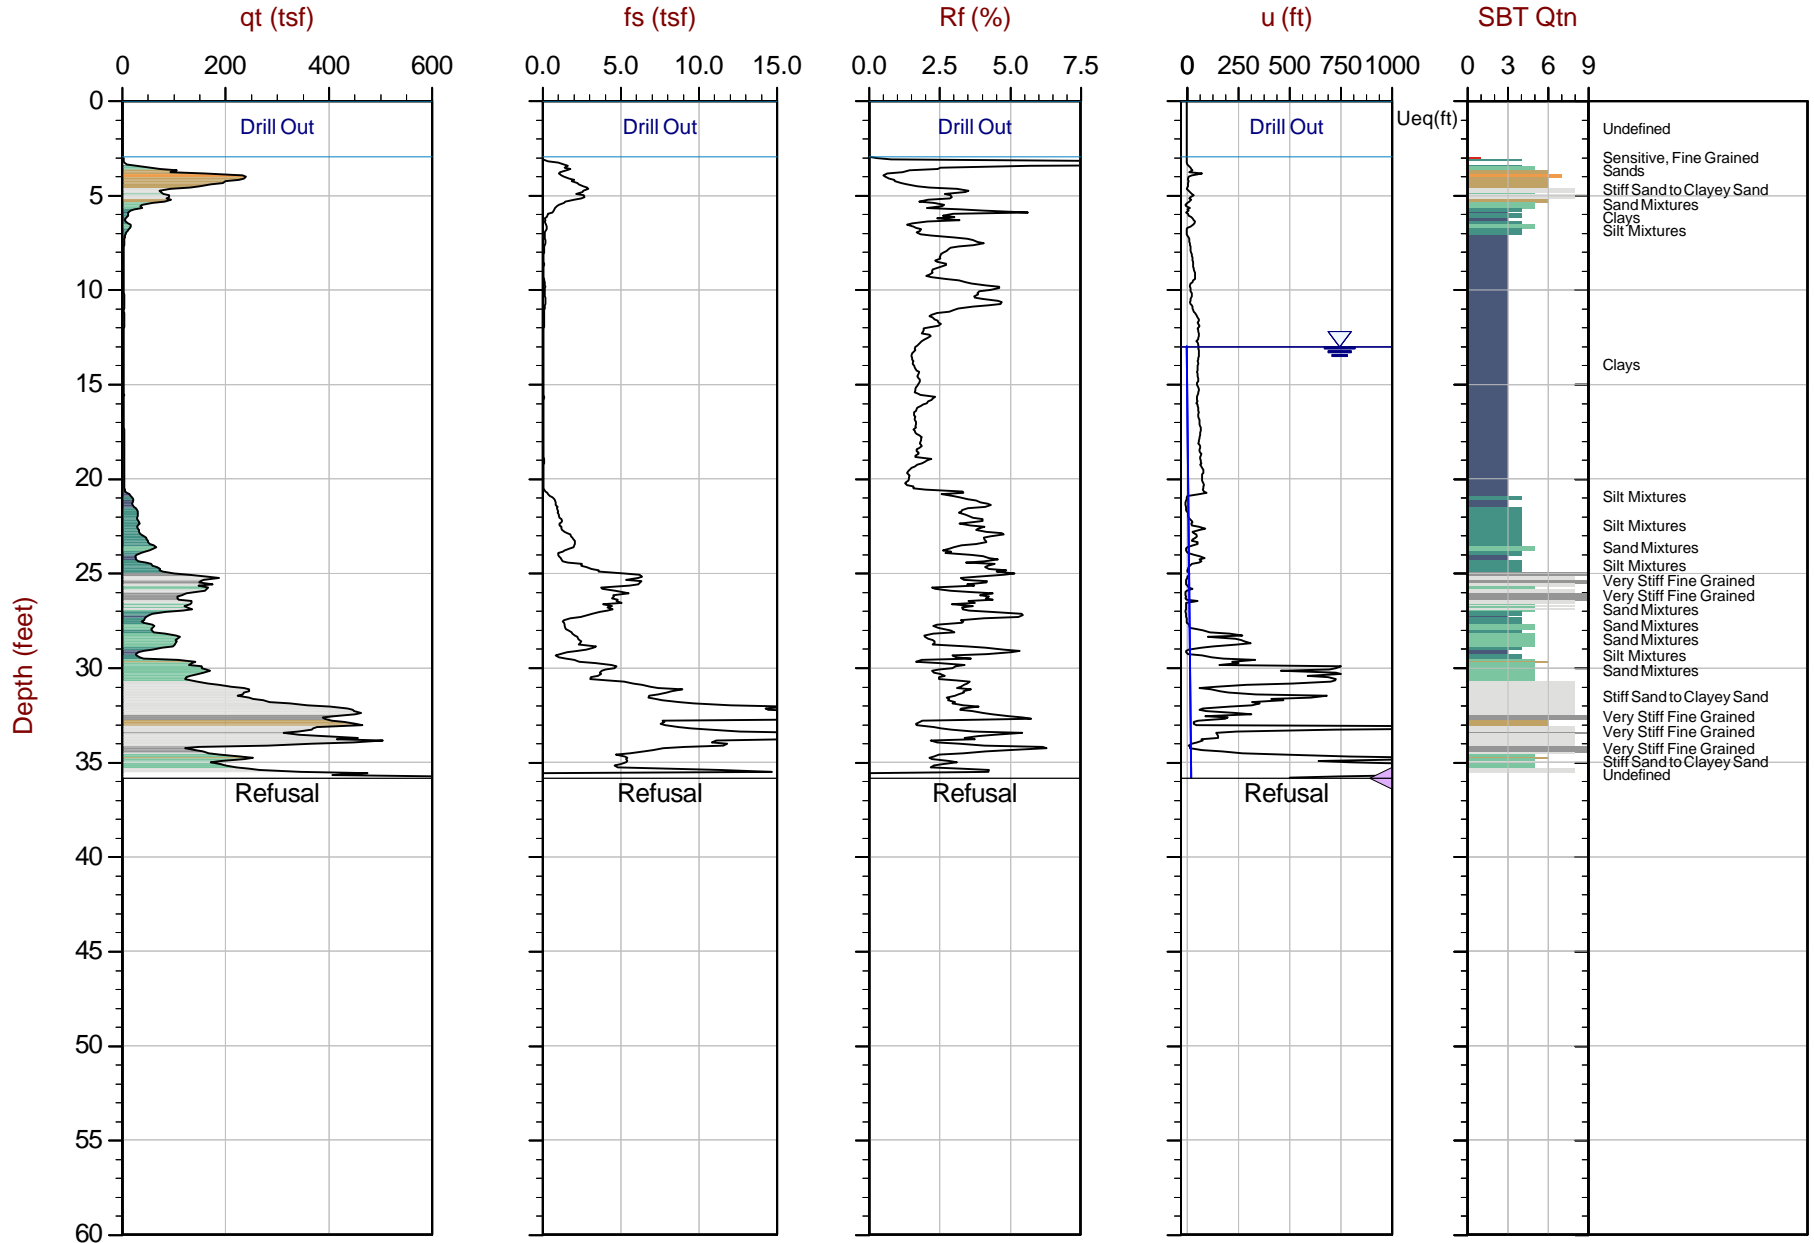 qt (tsf) fs (tsf) Rf (%) u (ft) SBT Qtn
0 200 400 600 0.0 5.0 10.0 15.0 0.0 2.5 5.0 7.5 0 250 500 750 1000 0 3 6 9
0
Drill Out Drill Out Drill Out Drill Out Ueq(ft)
Undefined
Sensitive, Fine Grained
Sands
Stiff Sand to Clayey Sand
5
Sand Mixtures
Clays
Silt Mixtures
10
Clays
15
20
Silt Mixtures
Silt Mixtures
Sand Mixtures
Silt Mixtures
25
Very Stiff Fine Grained
Very Stiff Fine Grained
Sand Mixtures
Sand Mixtures
Sand Mixtures
Silt Mixtures
30
Sand Mixtures
Stiff Sand to Clayey Sand
Very Stiff Fine Grained
Very Stiff Fine Grained
Very Stiff Fine Grained
35
Stiff Sand to Clayey Sand
Undefined
Refusal Refusal Refusal Refusal
40
45
50
55
60
Depth (feet)